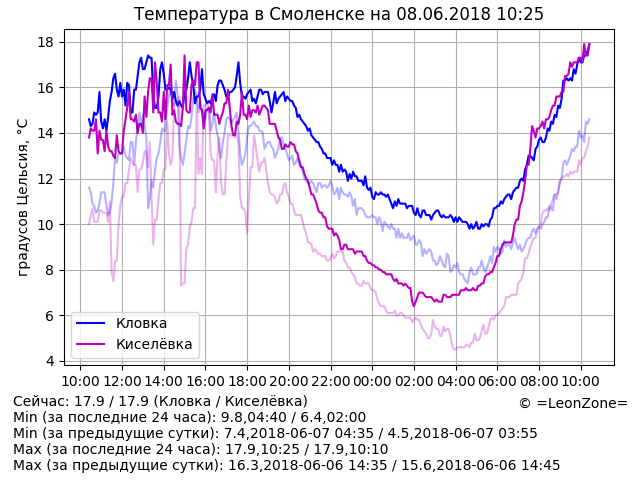 Температура в Смоленске на 08.06.2018 10:25
градусов Цельсия, °C
18
16
14
12
10
8
6
4
Кловка
Киселёвка
10:00 12:00 14:00 16:00 18:00 20:00 22:00 00:00 02:00 04:00 06:00 08:00 10:00
Сейчас: 17.9 / 17.9 (Кловка / Киселёвка)
© =LeonZone=
Min (за последние 24 часа): 9.8,04:40 / 6.4,02:00
Min (за предыдущие сутки): 7.4,2018-06-07 04:35 / 4.5,2018-06-07 03:55
Max (за последние 24 часа): 17.9,10:25 / 17.9,10:10
Max (за предыдущие сутки): 16.3,2018-06-06 14:35 / 15.6,2018-06-06 14:45